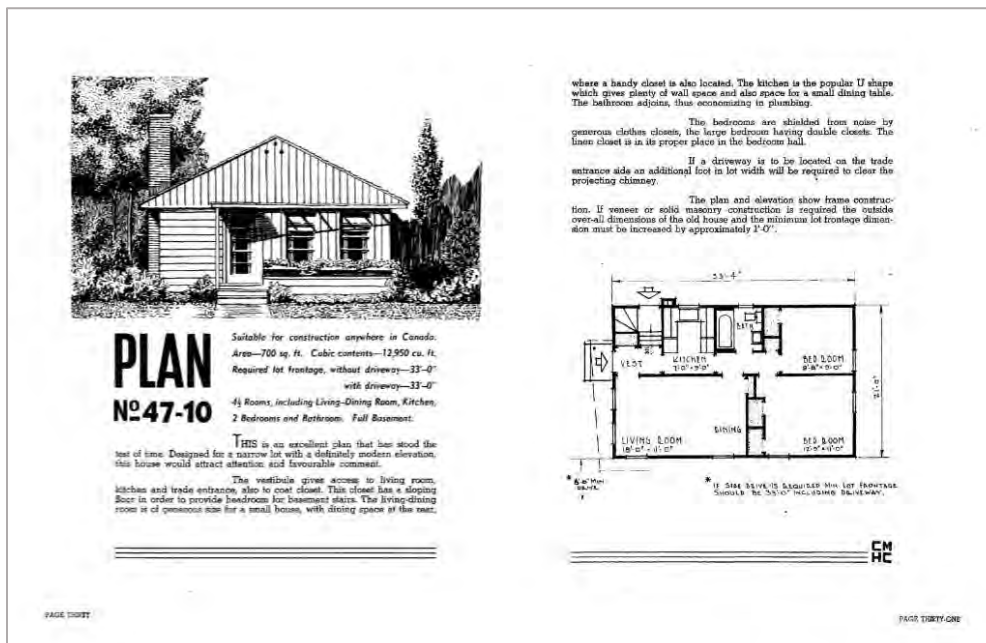 PLAN
Nº 47-10
Suitable for construction anywhere in Canada.
Area—700 sq. ft. Cubic contents—12,950 cu. ft.
Required lot frontage, without driveway—33'-0"
with driveway—33'-0"
4½ Rooms, including Living-Dining Room, Kitchen,
2 Bedrooms and Bathroom. Full Basement.
THIS is an excellent plan that has stood the
test of time. Designed for a narrow lot with a definitely modern elevation,
this house would attract attention and favourable comment.
The vestibule gives access to living room,
kitchen and trade entrance, also to coat closet. This closet has a sloping
floor in order to provide headroom for basement stairs. The living-dining
room is of generous size for a small house, with dining space at the rear,
PAGE THIRTY
where a handy closet is also located. The kitchen is the popular U shape
which gives plenty of wall space and also space for a small dining table.
The bathroom adjoins, thus economizing in plumbing.
The bedrooms are shielded from noise by
generous clothes closets, the large bedroom having double closets. The
linen closet is in its proper place in the bedroom hall.
If a driveway is to be located on the trade
entrance side an additional foot in lot width will be required to clear the
projecting chimney.
The plan and elevation show frame construc-
tion. If veneer or solid masonry construction is required the outside
over-all dimensions of the old house and the minimum lot frontage dimen-
sion must be increased by approximately 1'-0".
33'-4"
BATH
VEST
KITCHEN
BED ROOM
21'-0"
DINING
LIVING ROOM
BED ROOM
* 8'-0" MIN
DRIVE
* IF SIDE DRIVE IS REQUIRED MIN LOT FRONTAGE
SHOULD BE 33'-0" INCLUDING DRIVEWAY.
CM
HC
PAGE THIRTY-ONE